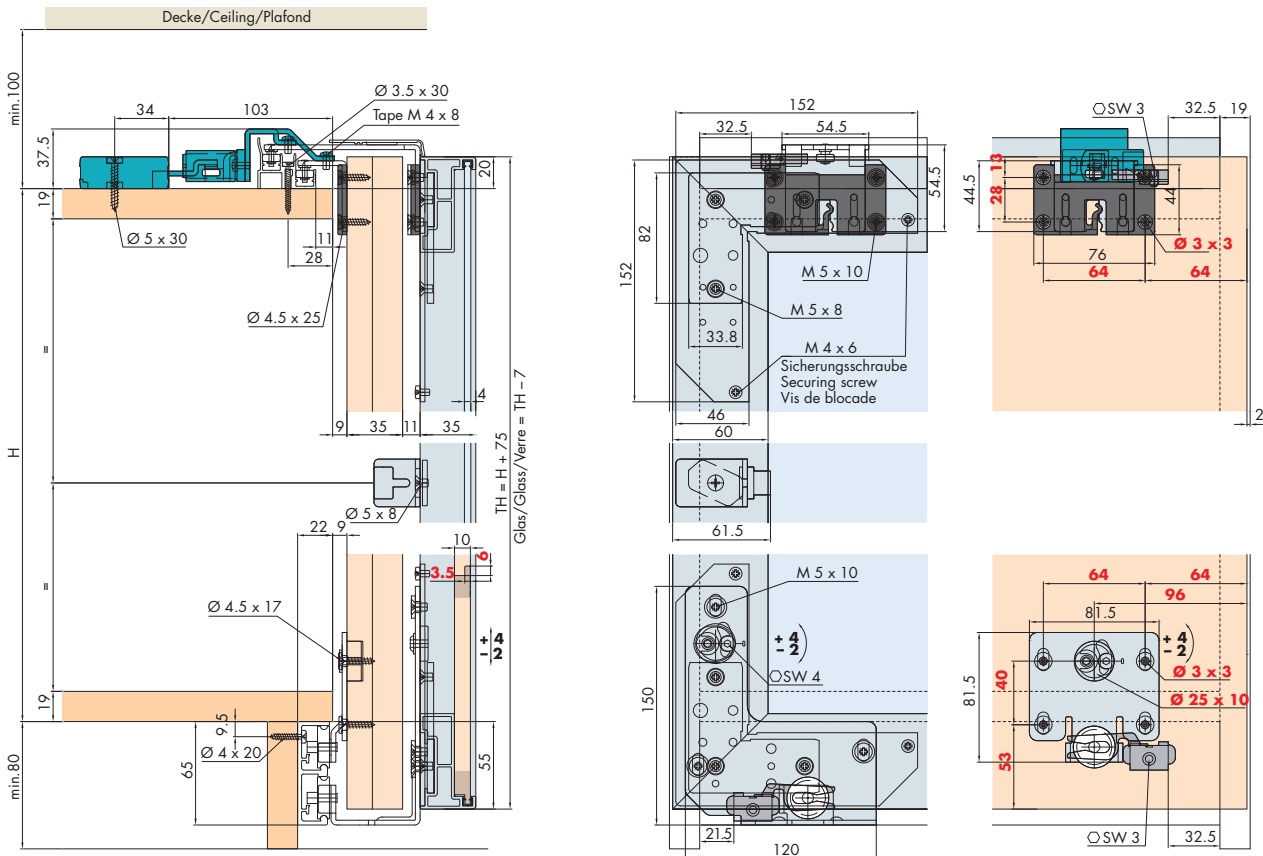 Decke/Ceiling/Plafond
min.100
37.5
34
103
Ø 3.5 x 30
Tape M 4 x 8
20
19
Ø 5 x 30
11
28
Ø 4.5 x 25
=
H
9
35
11
35
4
TH = H + 75
Glas/Glass/Verre = TH – 7
Ø 5 x 8
22
9
10
6
3.5
=
Ø 4.5 x 17
+ 4
– 2
19
9.5
Ø 4 x 20
65
55
min.80
152
32.5
54.5
54.5
82
152
M 5 x 10
M 5 x 8
33.8
M 4 x 6
Sicherungsschraube
Securing screw
Vis de blocade
46
60
61.5
M 5 x 10
+ 4
– 2
SW 4
150
21.5
120
SW 3
32.5
19
13
44.5
28
44
Ø 3 x 3
76
64
64
2
64
64
96
81.5
+ 4
– 2
81.5
40
Ø 3 x 3
Ø 25 x 10
53
SW 3
32.5